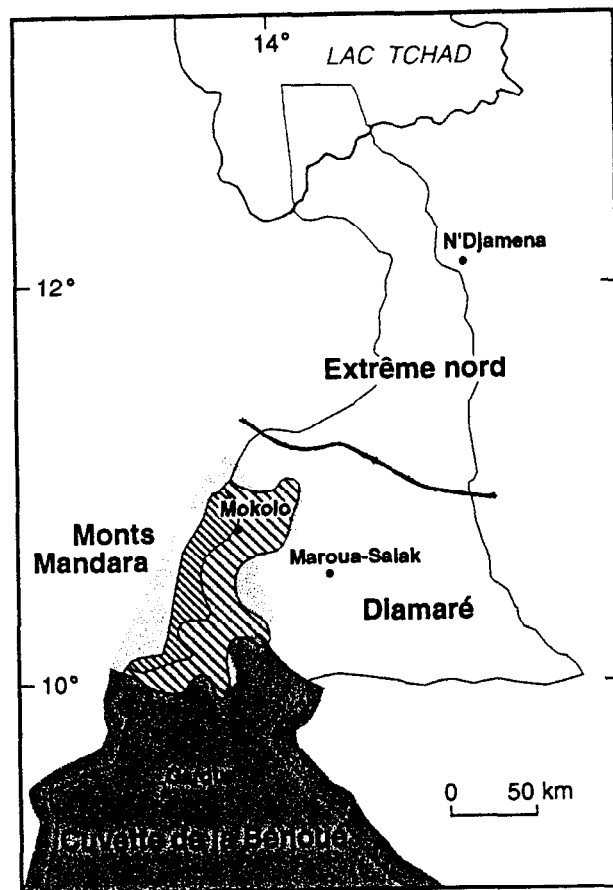 14°
LAC TCHAD
N'Djamena
12°
Extrême nord
Mokolo
Monts
Mandara
Maroua-Salak
Diamaré
10°
0 50 km
Cuvette de la Bénoué